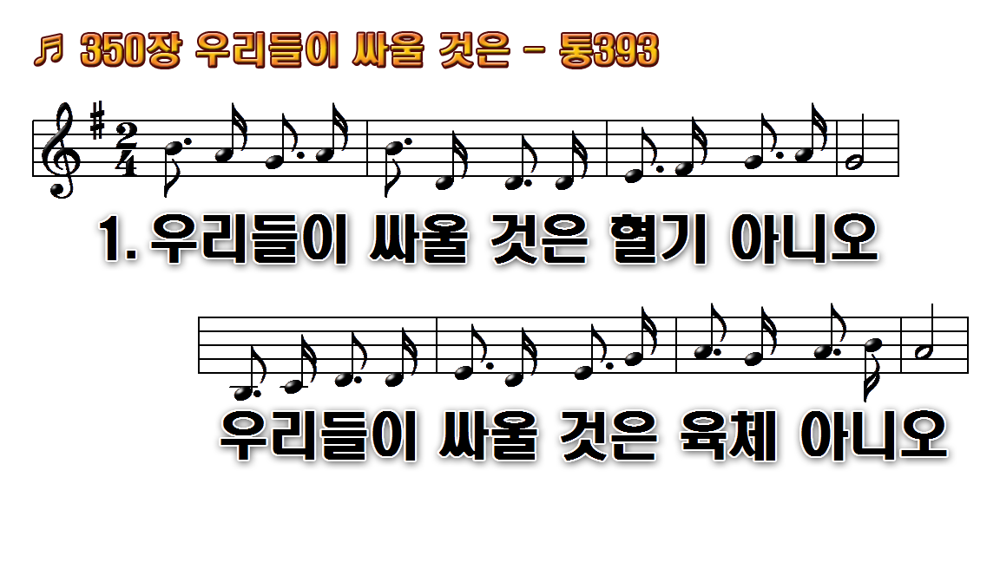 ♬ 350장 우리들이 싸울 것은 - 통393
2
4
1. 우리들이 싸울 것은 혈기 아니오
우리들이 싸울 것은 육체 아니오